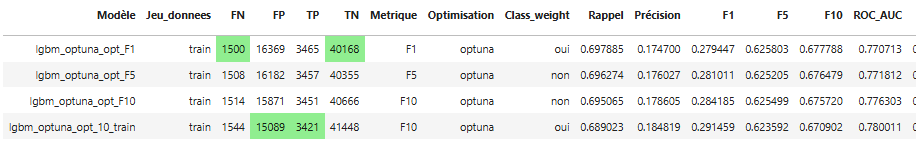 Modèle Jeu_donnees FN FP TP TN Metrique Optimisation Class_weight Rappel Précision F1 F5 F10 ROC_AUC
lgbm_optuna_opt_F1 train 1500 16369 3465 40168 F1 optuna oui 0.697885 0.174700 0.279447 0.625803 0.677788 0.770713
lgbm_optuna_opt_F5 train 1508 16182 3457 40355 F5 optuna non 0.696274 0.176027 0.281011 0.625205 0.676479 0.771812
lgbm_optuna_opt_F10 train 1514 15871 3451 40666 F10 optuna non 0.695065 0.178605 0.284185 0.625499 0.675720 0.776303
lgbm_optuna_opt_10_train train 1544 15089 3421 41448 F10 optuna oui 0.689023 0.184819 0.291459 0.623592 0.670902 0.780011